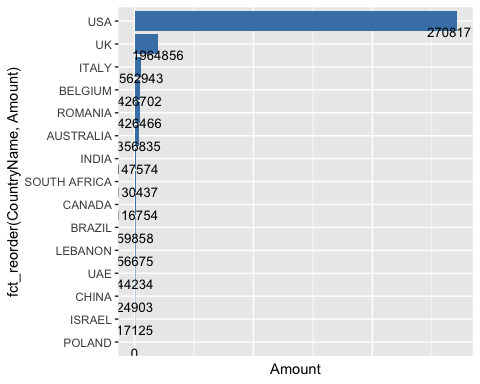 USA
270817
UK
1964856
ITALY
562943
BELGIUM
426702
ROMANIA
426466
AUSTRALIA
356835
INDIA
147574
SOUTH AFRICA
130437
CANADA
116754
BRAZIL
59858
LEBANON
56675
UAE
44234
CHINA
24903
ISRAEL
17125
POLAND
0
Amount
fct_reorder(CountryName, Amount)